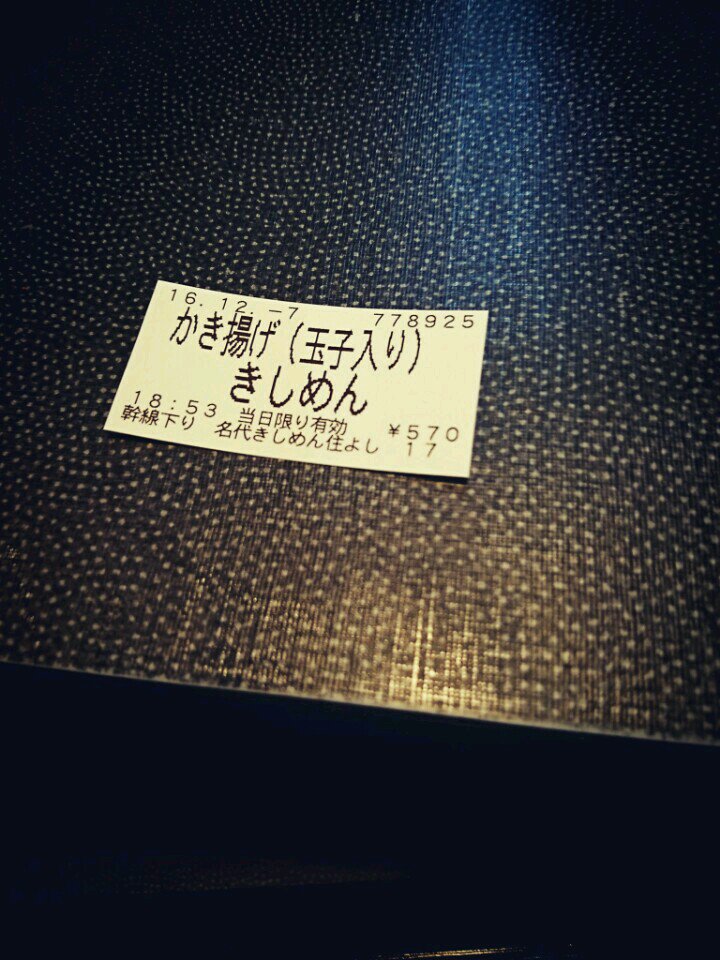 16.12.-7 778925
かき揚げ(玉子入り)
きしめん
18:53 当日限り有効 ¥570
幹線下り 名代きしめん住よし 17